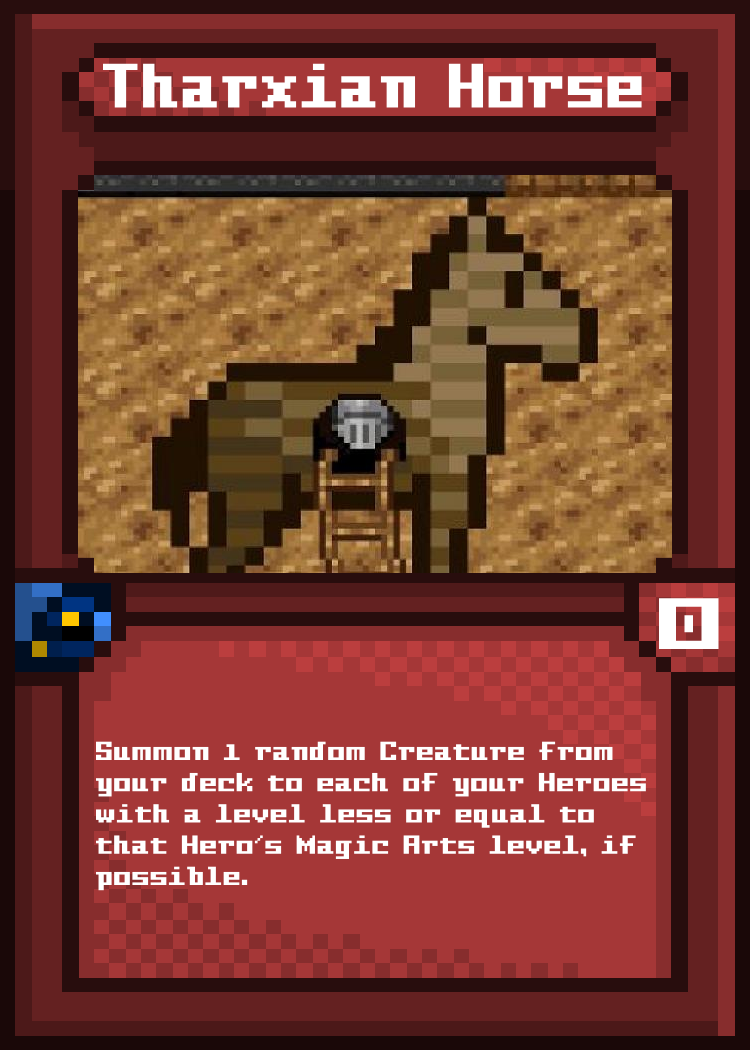 Tharxian Horse
0
Summon 1 random Creature from
your deck to each of your Heroes
with a level less or equal to
that Hero's Magic Arts level, if
possible.